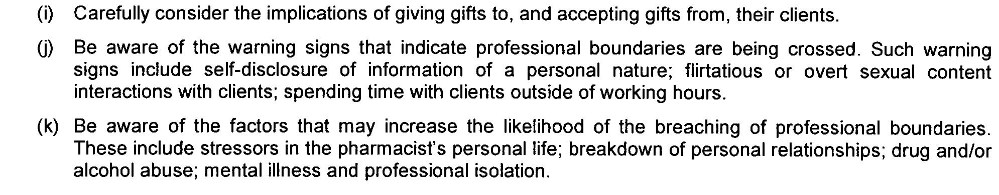 (i) Carefully consider the implications of giving gifts to, and accepting gifts from, their clients.
(j) Be aware of the warning signs that indicate professional boundaries are being crossed. Such warning
signs include self-disclosure of information of a personal nature; flirtatious or overt sexual content
interactions with clients; spending time with clients outside of working hours.
(k) Be aware of the factors that may increase the likelihood of the breaching of professional boundaries.
These include stressors in the pharmacist's personal life; breakdown of personal relationships; drug and/or
alcohol abuse; mental illness and professional isolation.